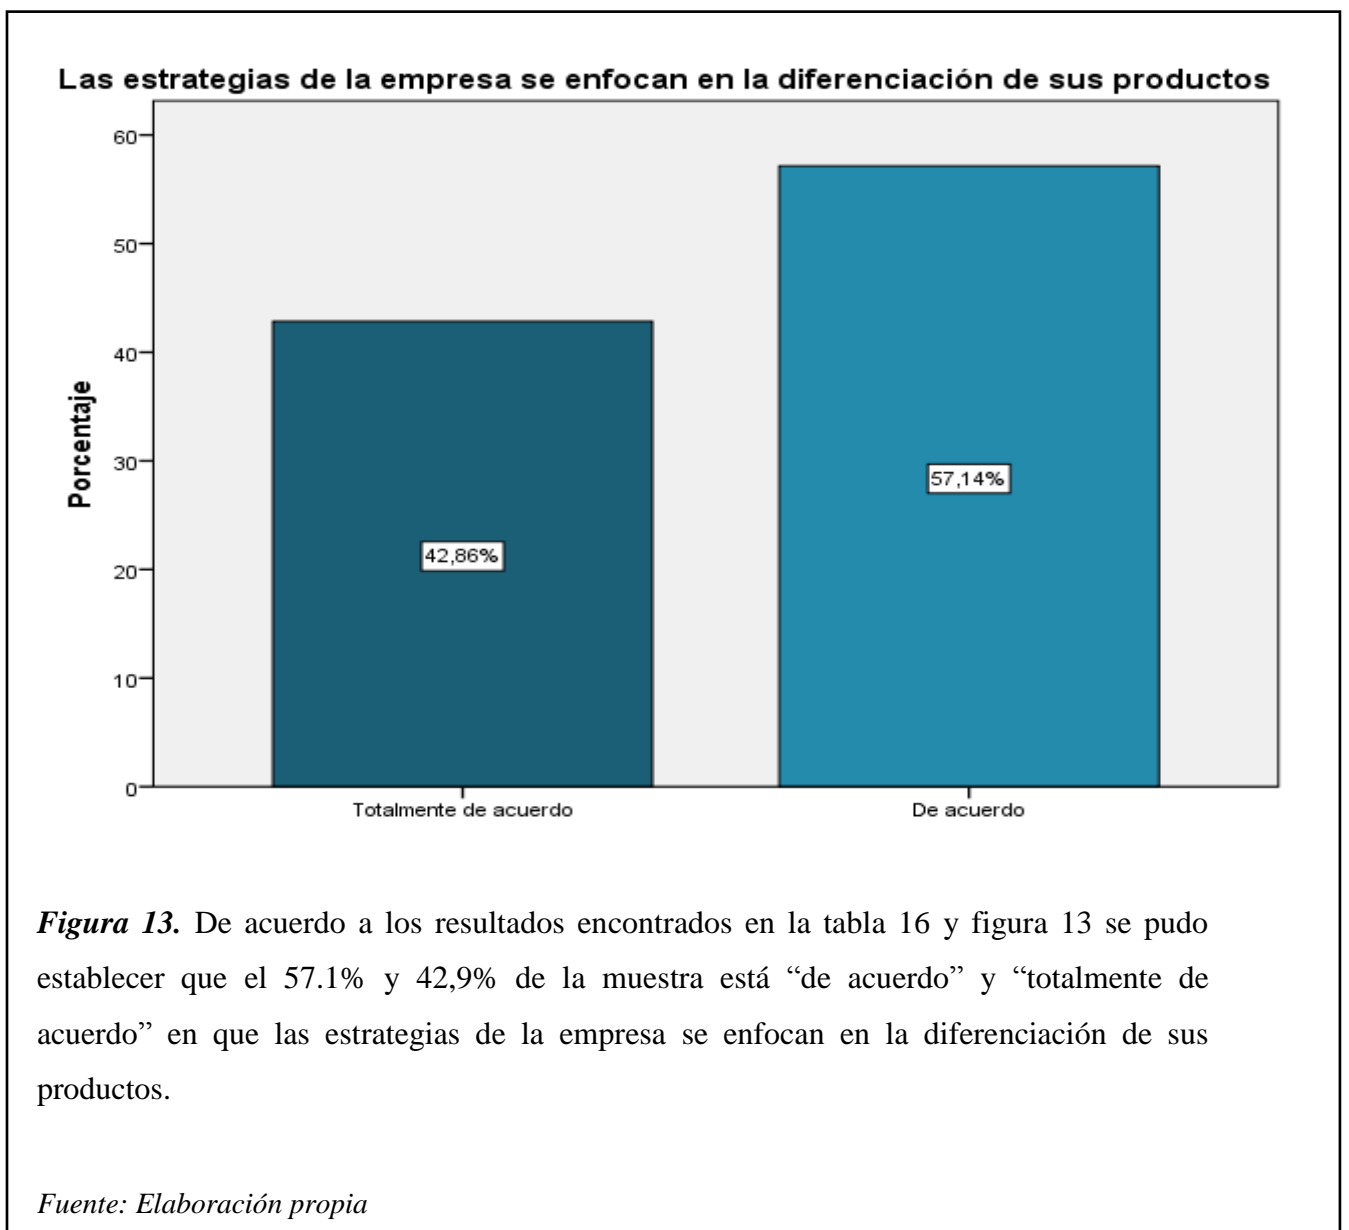 Las estrategias de la empresa se enfocan en la diferenciación de sus productos
60
50
40
30
20
10
0
Porcentaje
42,86%
57,14%
Totalmente de acuerdo
De acuerdo
Figura 13. De acuerdo a los resultados encontrados en la tabla 16 y figura 13 se pudo
establecer que el 57.1% y 42,9% de la muestra está “de acuerdo” y “totalmente de
acuerdo” en que las estrategias de la empresa se enfocan en la diferenciación de sus
productos.
Fuente: Elaboración propia